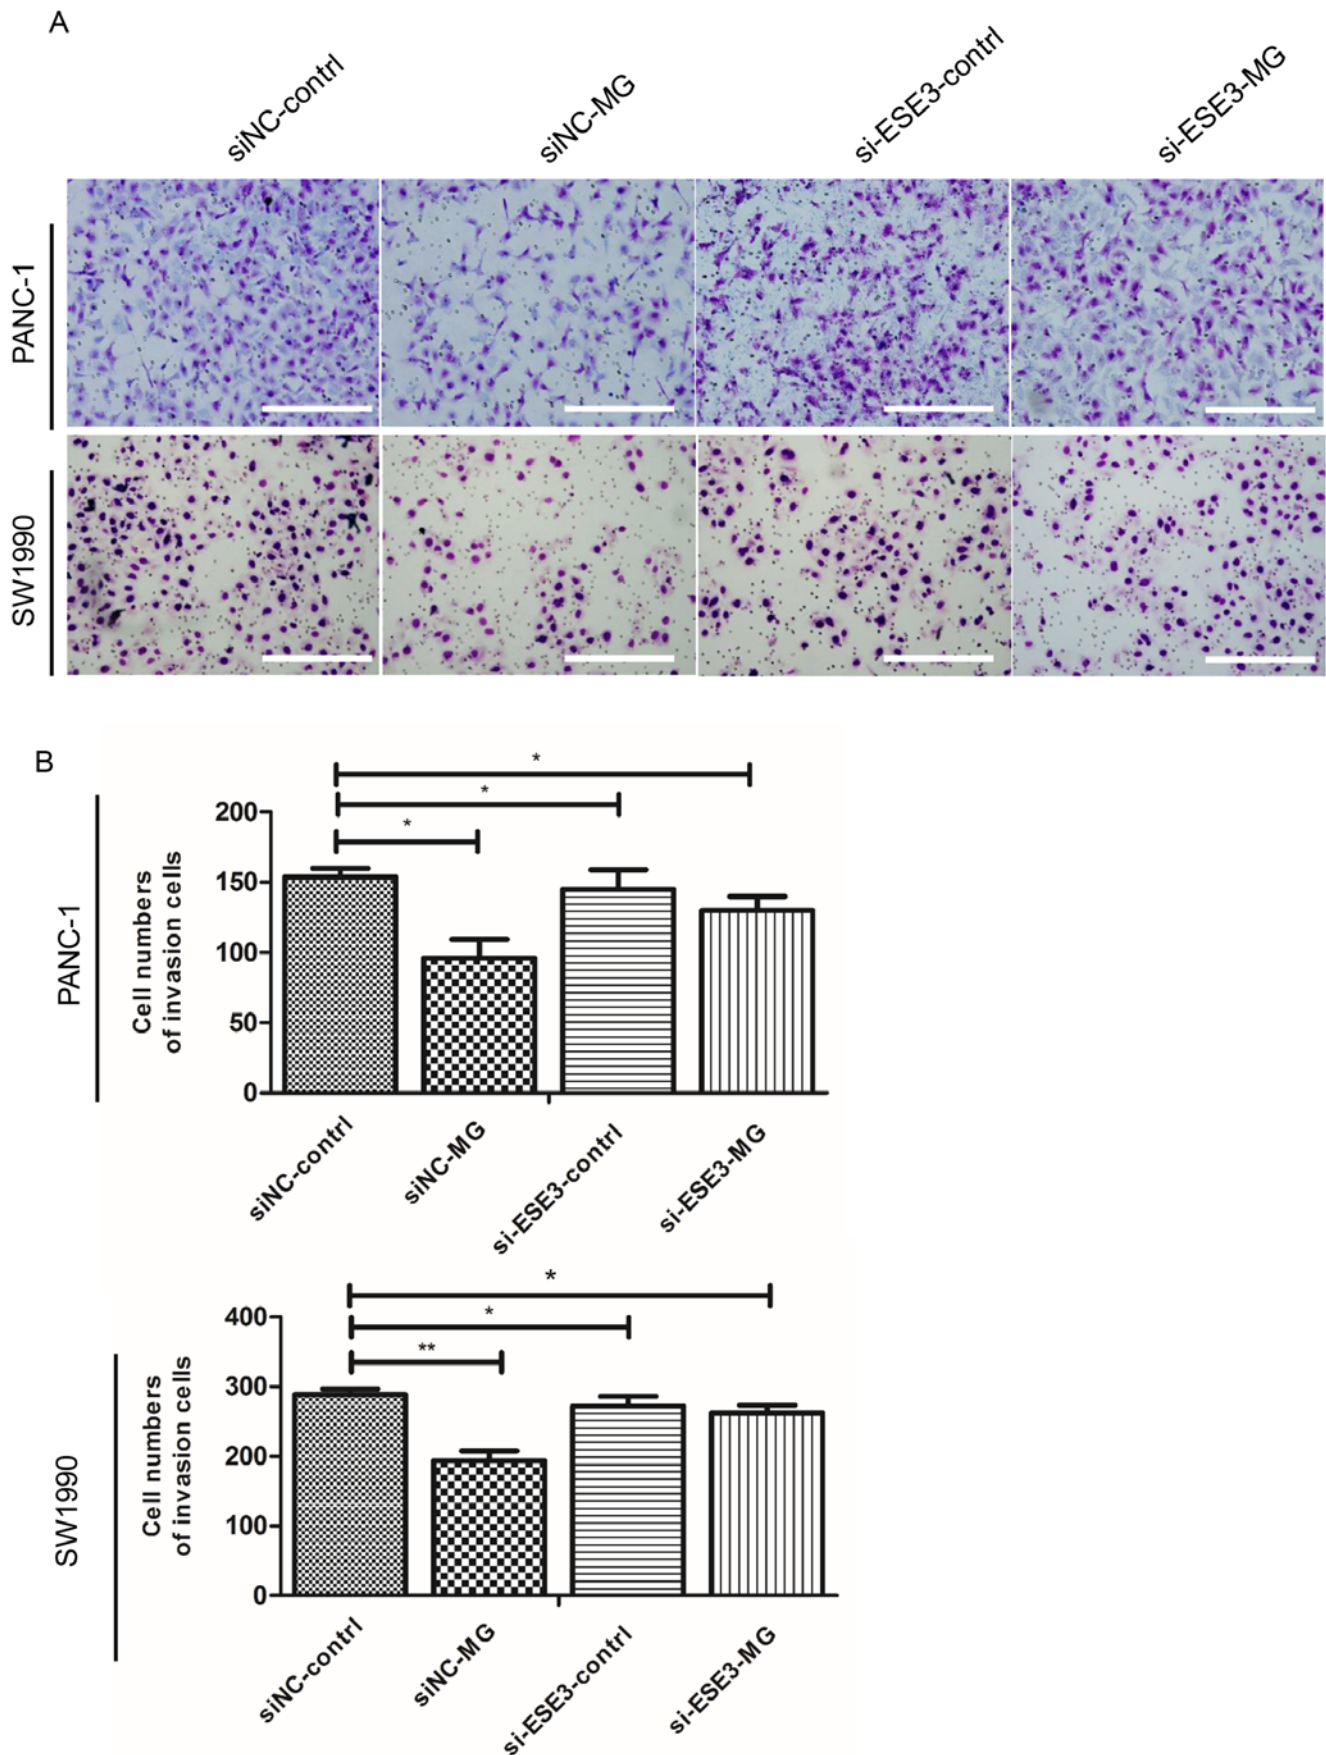 A
siNC-contrl
siNC-MG
si-ESE3-contrl
si-ESE3-MG
PANC-1
SW1990
B
PANC-1
Cell numbers
of invasion cells
200
150
100
50
0
*
*
*
siNC-contrl
siNC-MG
si-ESE3-contrl
si-ESE3-MG
SW1990
Cell numbers
of invasion cells
400
300
200
100
0
*
*
**
siNC-contrl
siNC-MG
si-ESE3-contrl
si-ESE3-MG